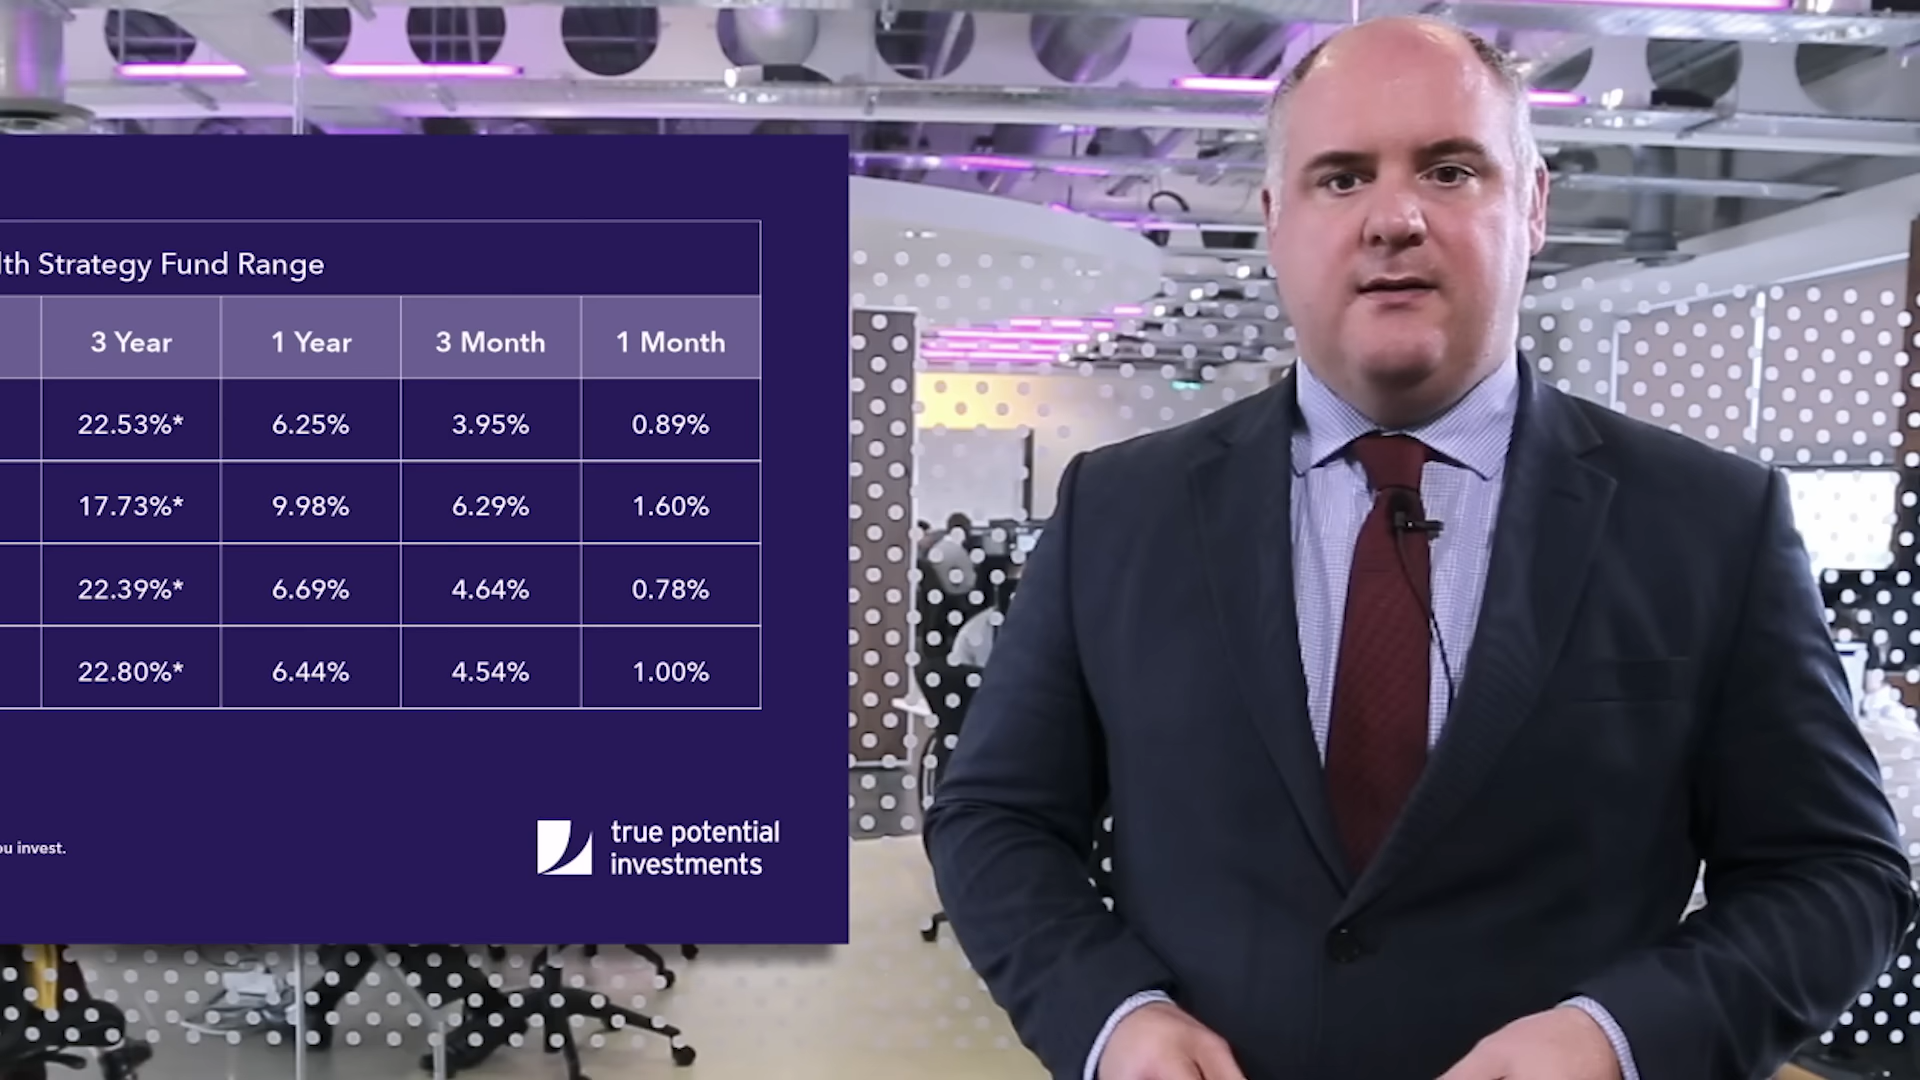 Strategy Fund Range
3 Year 1 Year 3 Month 1 Month
22.53%* 6.25% 3.95% 0.89%
17.73%* 9.98% 6.29% 1.60%
22.39%* 6.69% 4.64% 0.78%
22.80%* 6.44% 4.54% 1.00%
invest.
true potential
investments